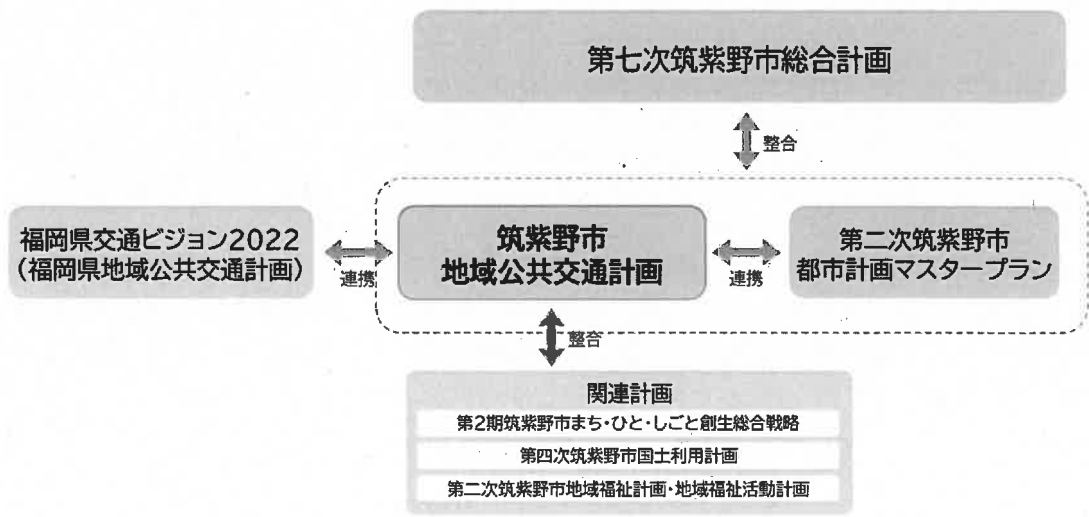 第七次筑紫野市総合計画
整合
福岡県交通ビジョン2022
(福岡県地域公共交通計画)
連携
筑紫野市
地域公共交通計画
連携
第二次筑紫野市
都市計画マスタープラン
整合
関連計画
第2期筑紫野市まち・ひと・しごと創生総合戦略
第四次筑紫野市国土利用計画
第二次筑紫野市地域福祉計画・地域福祉活動計画